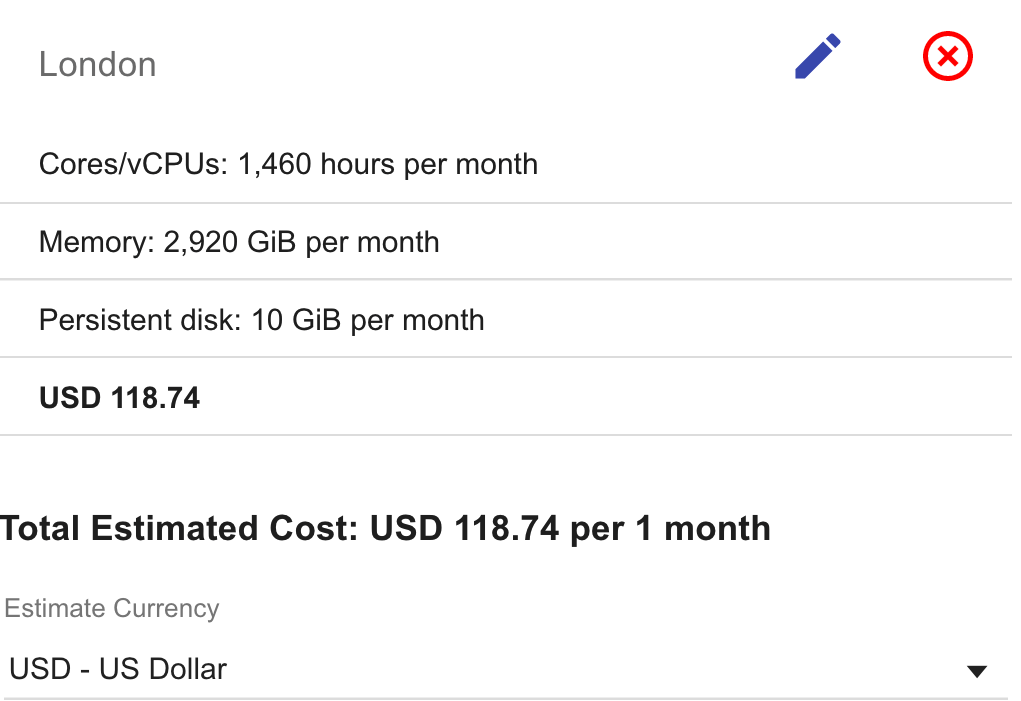 London
Cores/vCPUs: 1,460 hours per month
Memory: 2,920 GiB per month
Persistent disk: 10 GiB per month
USD 118.74
Total Estimated Cost: USD 118.74 per 1 month
Estimate Currency
USD - US Dollar